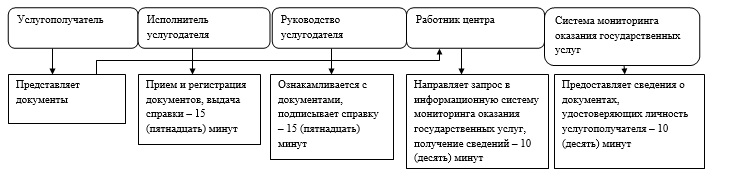 Услугополучатель
Исполнитель
услугодателя
Руководство
услугодателя
Работник центра
Система мониторинга
оказания государственных
услуг
Представляет
документы
Прием и регистрация
документов, выдача
справки – 15
(пятнадцать) минут
Ознакамливается с
документами,
подписывает справку
– 15 (пятнадцать)
минут
Направляет запрос в
информационную систему
мониторинга оказания
государственных услуг,
получение сведений – 10
(десять) минут
Предоставляет сведения о
документах,
удостоверяющих личность
услугополучателя – 10
(десять) минут